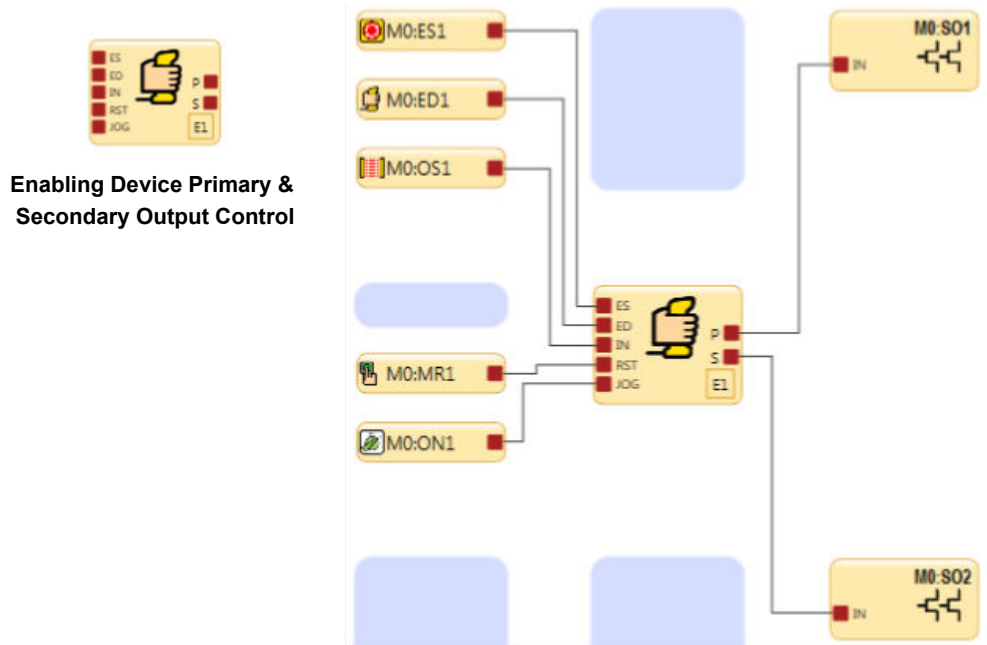 ES
ED
IN
RST
JOG
P
S
E1
Enabling Device Primary &
Secondary Output Control
M0:ES1
M0:ED1
M0:OS1
M0:MR1
M0:ON1
ES
ED
IN
RST
JOG
P
S
E1
M0:SO1
IN
M0:SO2
IN